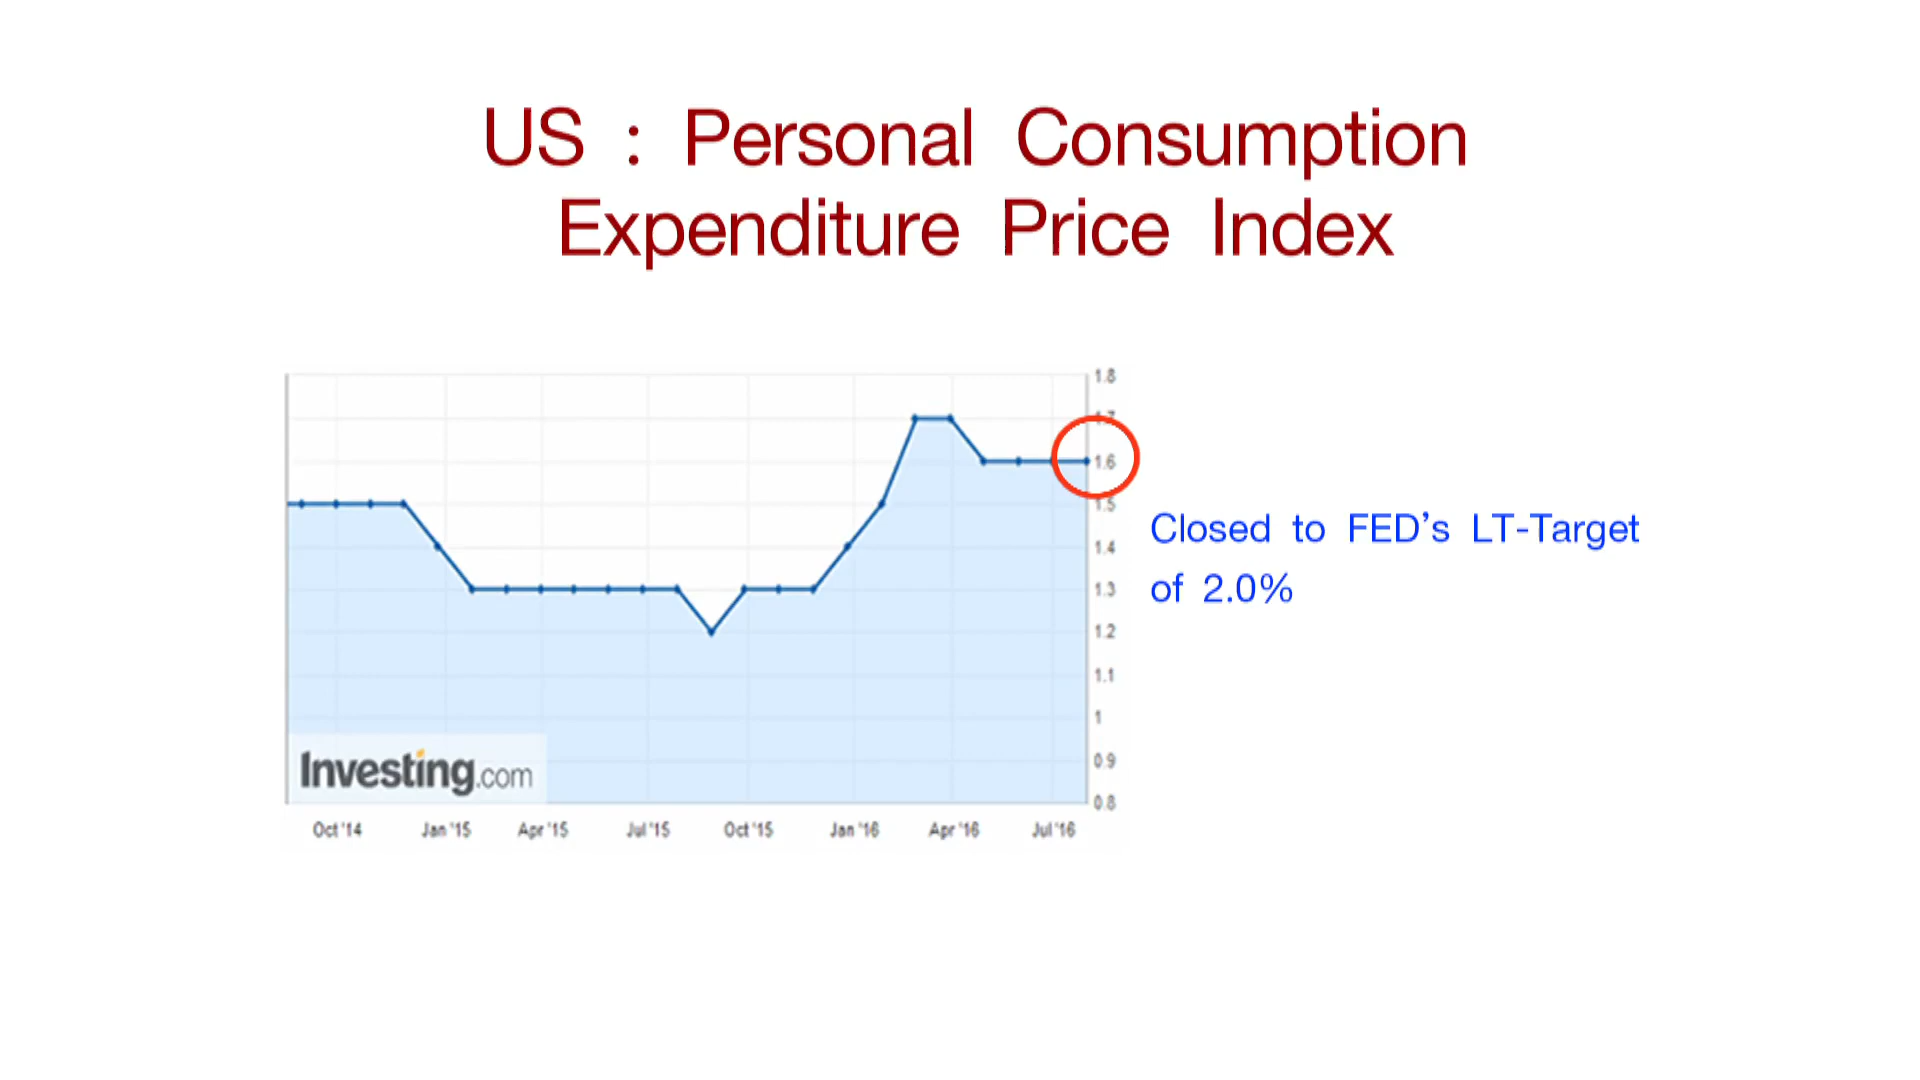 US : Personal Consumption
Expenditure Price Index
1.8
1.7
1.6
1.5
1.4
1.3
1.2
1.1
1
0.9
0.8
Closed to FED’s LT-Target
of 2.0%
Investing.com
Oct '14 Jan '15 Apr '15 Jul '15 Oct '15 Jan '16 Apr '16 Jul '16